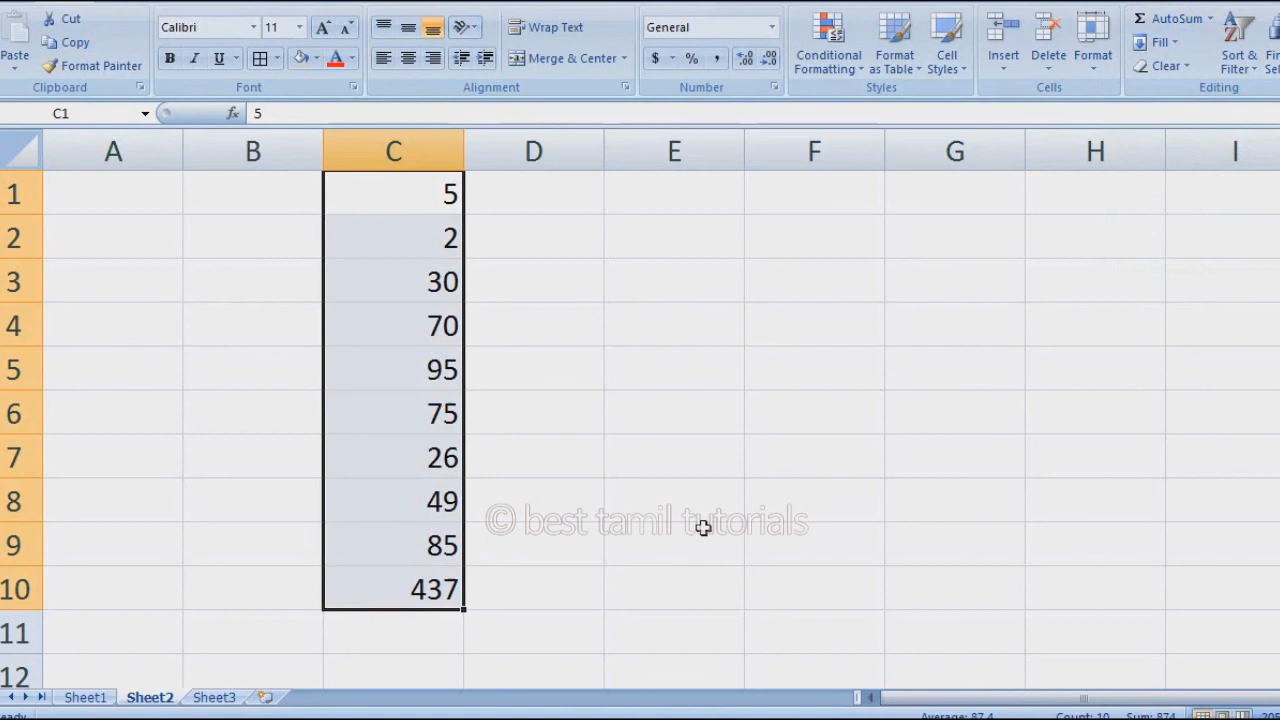 Cut
Calibri 11 Wrap Text General AutoSum
Copy Fill
Paste Format Painter B I U A Merge & Center $ % , Conditional Formatting Format as Table Cell Styles Insert Delete Format Clear Sort & Filter
Clipboard Font Alignment Number Styles Cells Editing
C1 fx 5
A B C D E F G H I
1 5
2 2
3 30
4 70
5 95
6 75
7 26
8 49
© best tamil tutorials
9 85
10 437
11
12
Sheet1 Sheet2 Sheet3
Average: 87.4 Count: 10 Sum: 874